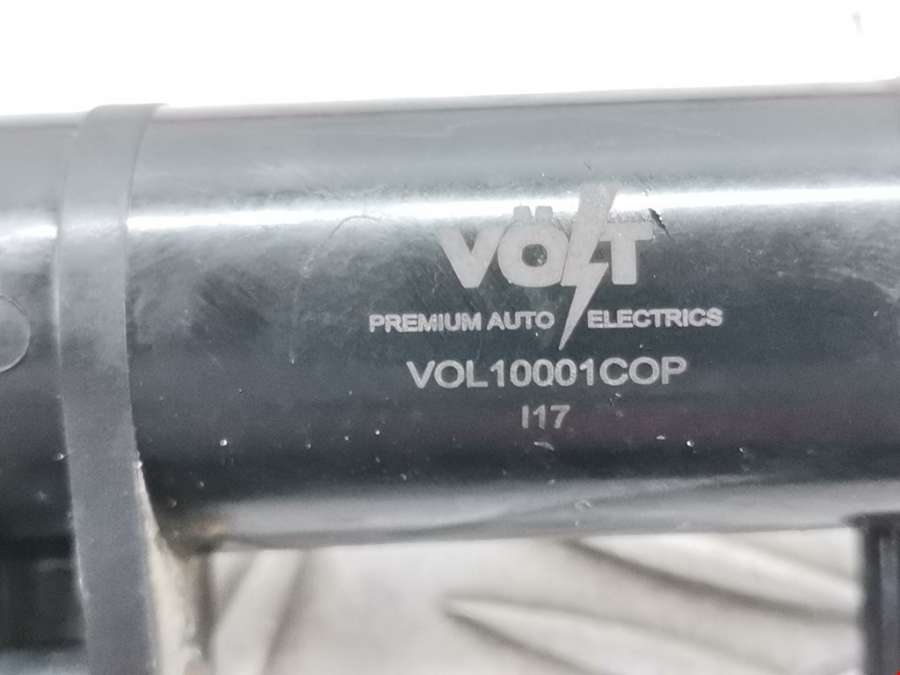 VÖLT
PREMIUM AUTO ELECTRICS
VOL10001COP
I17